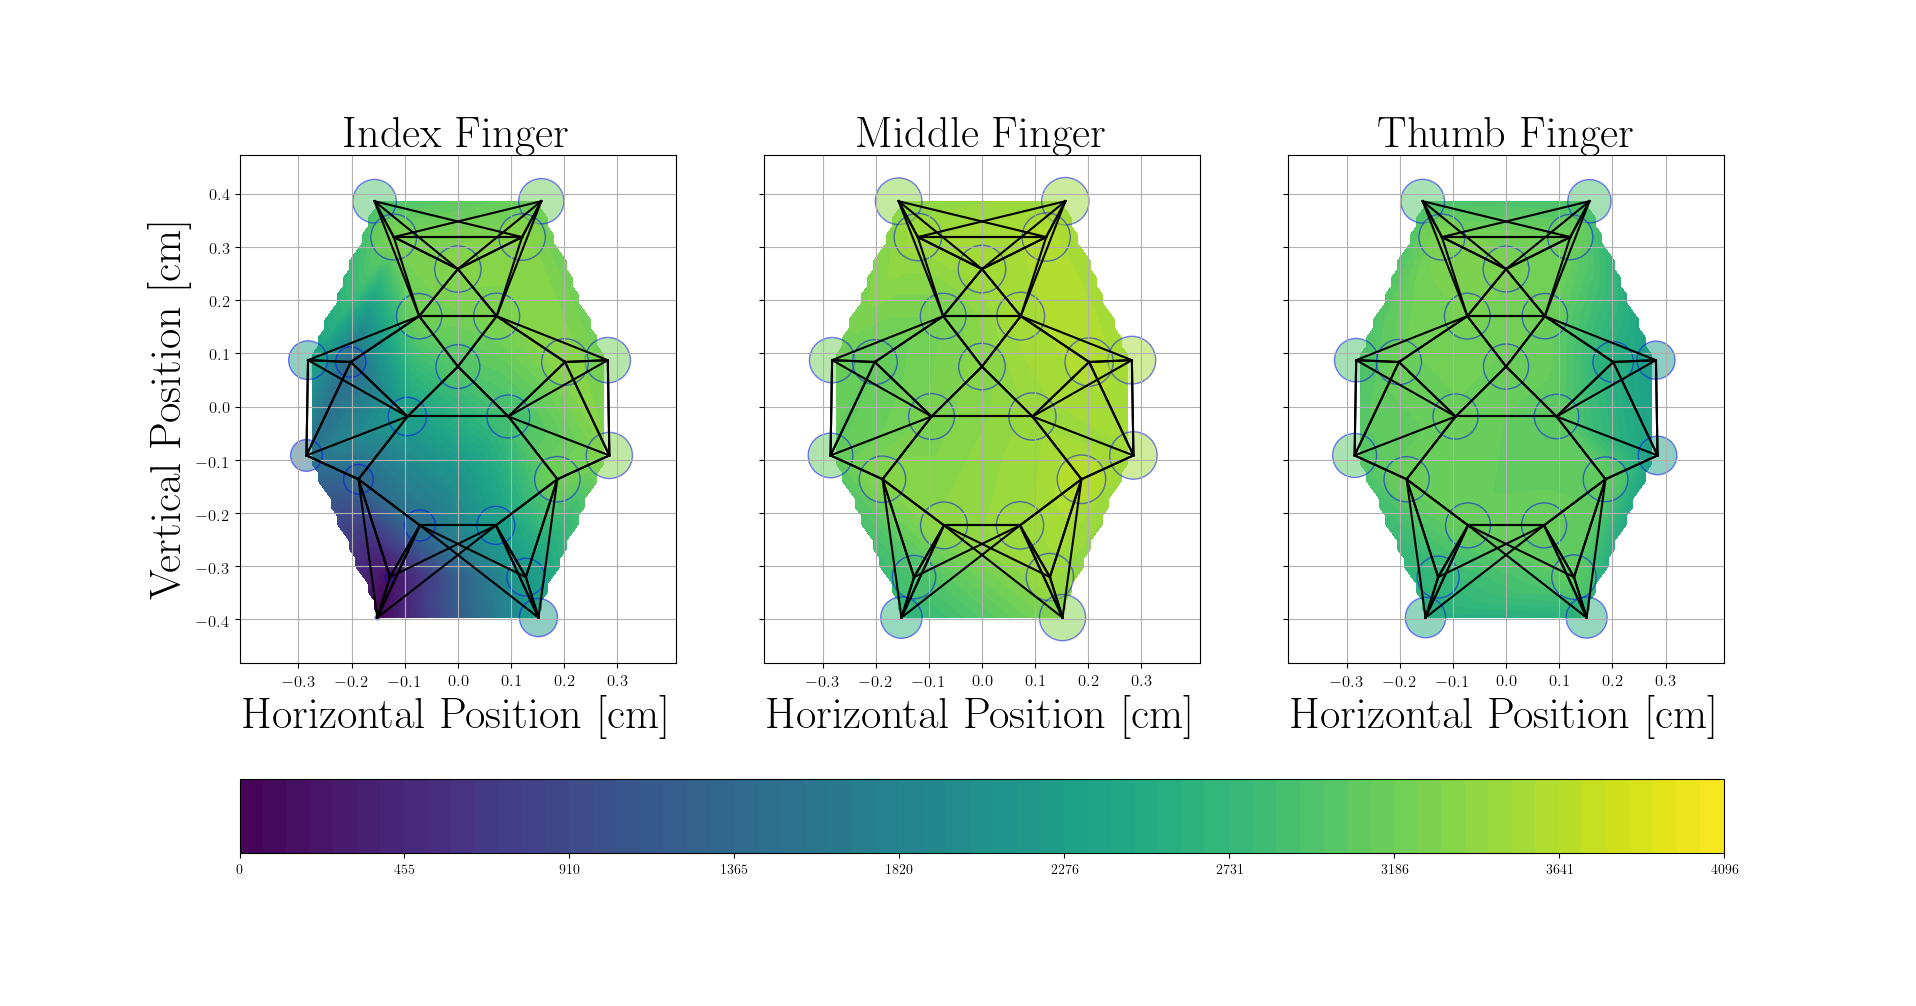 Index Finger
Middle Finger
Thumb Finger
Vertical Position [cm]
0.4
0.3
0.2
0.1
0.0
−0.1
−0.2
−0.3
−0.4
−0.3 −0.2 −0.1 0.0 0.1 0.2 0.3
−0.3 −0.2 −0.1 0.0 0.1 0.2 0.3
−0.3 −0.2 −0.1 0.0 0.1 0.2 0.3
Horizontal Position [cm]
Horizontal Position [cm]
Horizontal Position [cm]
0 455 910 1365 1820 2276 2731 3186 3641 4096